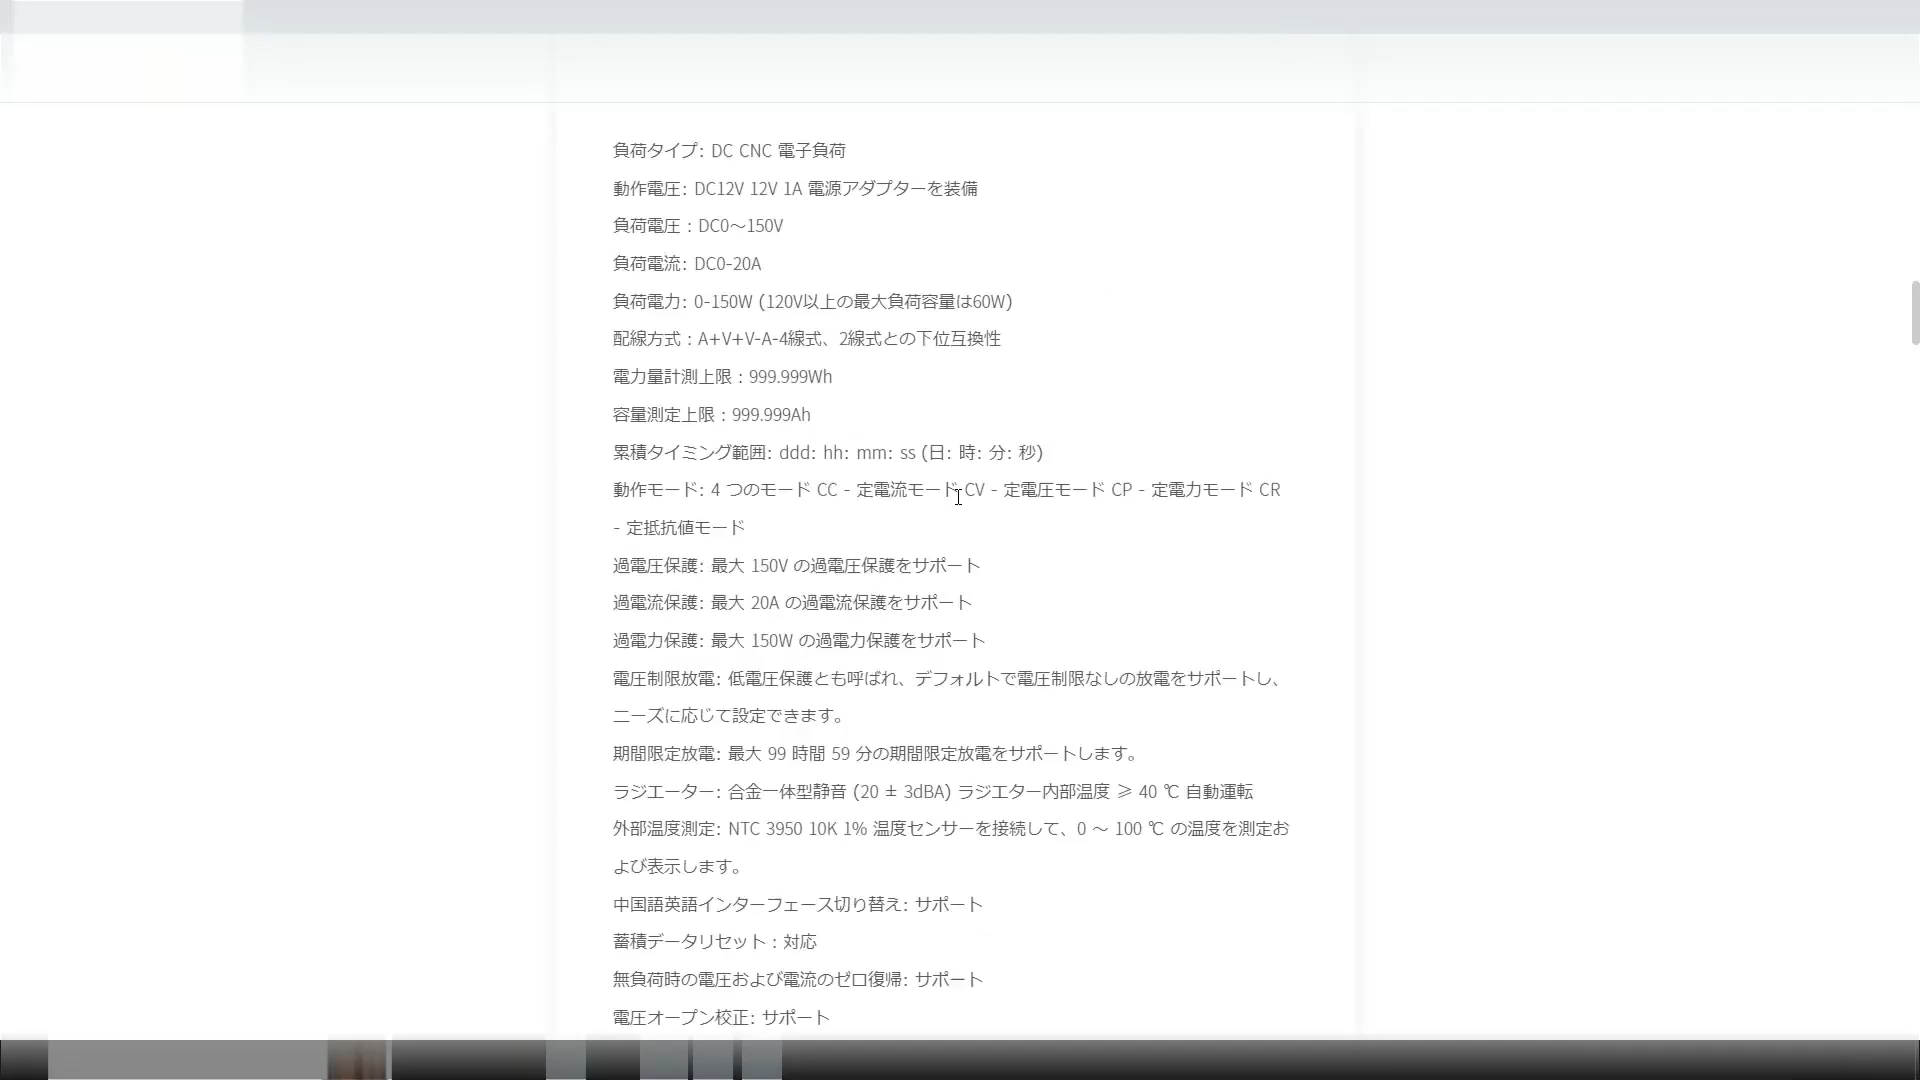 負荷タイプ: DC CNC 電子負荷
動作電圧: DC12V 12V 1A 電源アダプターを装備
負荷電圧：DC0～150V
負荷電流: DC0-20A
負荷電力: 0-150W (120V以上の最大負荷容量は60W)
配線方式：A+V+V-A-4線式、2線式との下位互換性
電力量計測上限：999.999Wh
容量測定上限：999.999Ah
累積タイミング範囲: ddd: hh: mm: ss (日: 時: 分: 秒)
動作モード: 4 つのモード CC - 定電流モード CV - 定電圧モード CP - 定電力モード CR
- 定抵抗値モード
過電圧保護: 最大 150V の過電圧保護をサポート
過電流保護: 最大 20A の過電流保護をサポート
過電力保護: 最大 150W の過電力保護をサポート
電圧制限放電: 低電圧保護とも呼ばれ、デフォルトで電圧制限なしの放電をサポートし、
ニーズに応じて設定できます。
期間限定放電: 最大 99 時間 59 分の期間限定放電をサポートします。
ラジエーター: 合金一体型静音 (20 ± 3dBA) ラジエター内部温度 ≥ 40 ℃ 自動運転
外部温度測定: NTC 3950 10K 1% 温度センサーを接続して、0 ～ 100 ℃ の温度を測定お
よび表示します。
中国語英語インターフェース切り替え: サポート
蓄積データリセット：対応
無負荷時の電圧および電流のゼロ復帰: サポート
電圧オープン校正: サポート